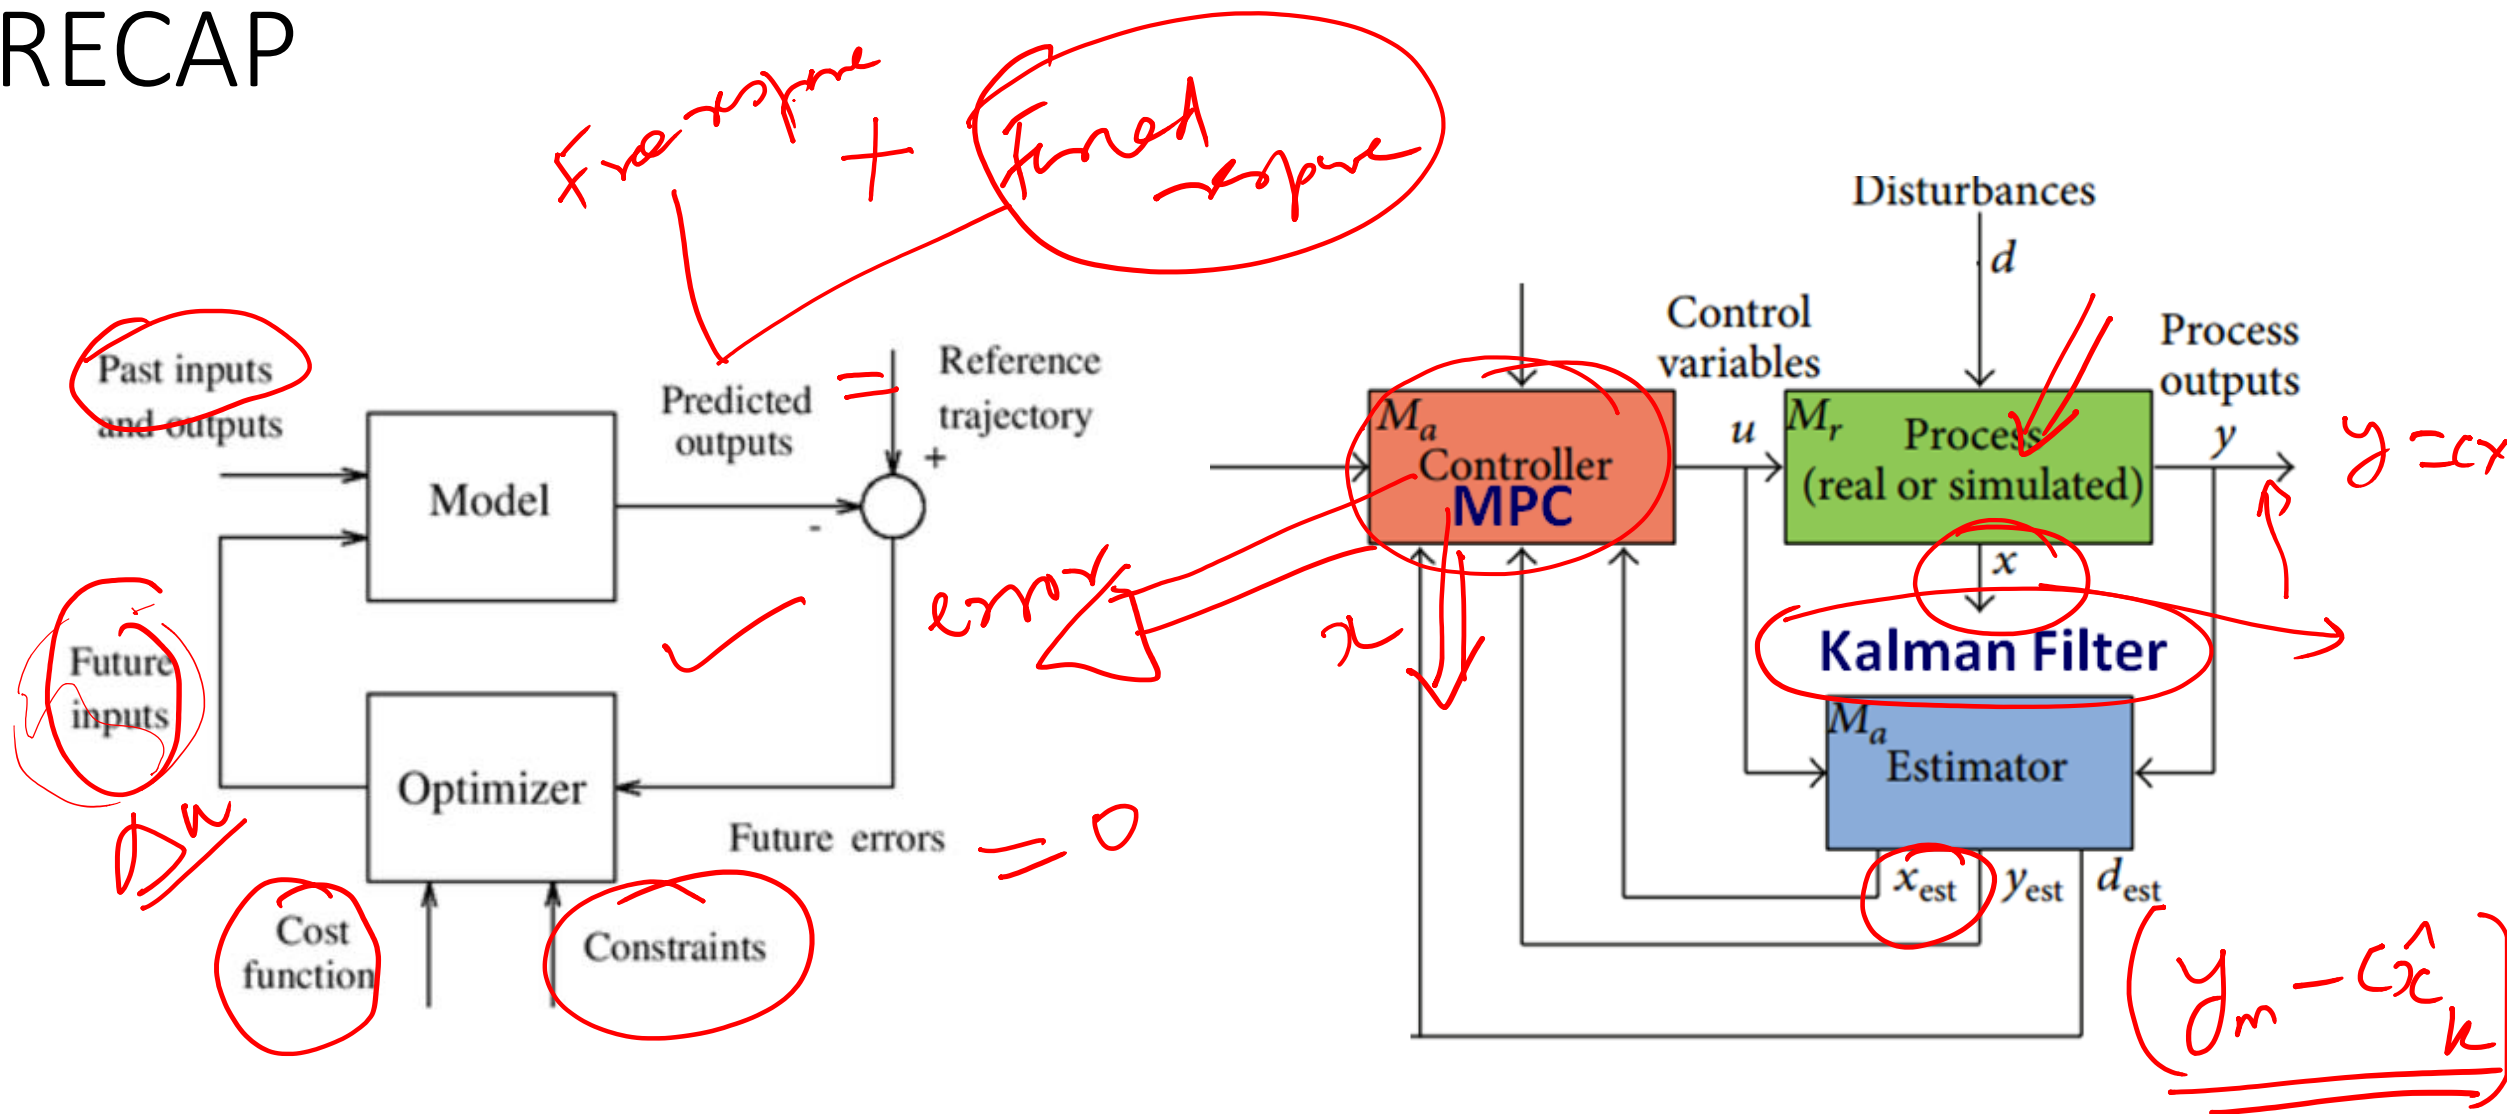 RECAP
Free response + Forced response
Disturbances
d
Past inputs
and outputs
Model
Predicted
outputs
=
Reference
trajectory
+
-
Future
inputs
Δu
Optimizer
Future errors = 0
Cost
function
Constraints
error
x
Control
variables
u
Ma
Controller
MPC
Mr
Process
(real or simulated)
Process
outputs
y
y = cx
x
Kalman Filter
Ma
Estimator
xest yest dest
(ym - Cx̂k)